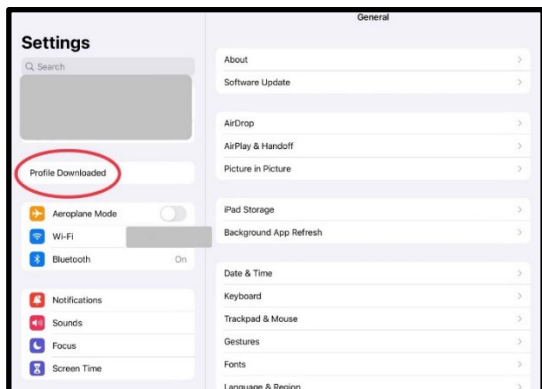 General
Settings
Search
Profile Downloaded
Aeroplane Mode
Wi-Fi
Bluetooth On
Notifications
Sounds
Focus
Screen Time
About
Software Update
AirDrop
AirPlay & Handoff
Picture in Picture
iPad Storage
Background App Refresh
Date & Time
Keyboard
Trackpad & Mouse
Gestures
Fonts
Language & Region